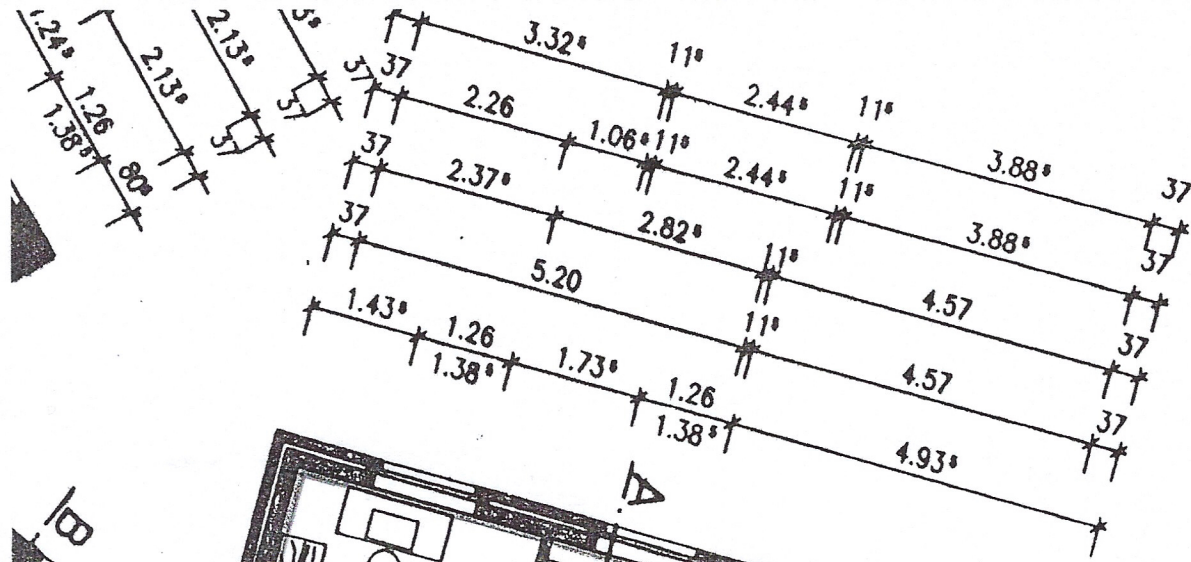 1.24⁵ 1.26 80⁵
1.38⁵
2.13⁵
2.13⁵ 37
37
37 3.32⁵ 11⁵ 2.44⁵ 11⁵ 3.88⁵ 37
37 2.26 1.06⁵ 11⁵ 2.44⁵ 11⁵ 3.88⁵ 37
37 2.37⁵ 2.82⁵ 11⁵ 4.57 37
37 5.20 11⁵ 4.57 37
1.43⁵ 1.26 1.73⁵ 1.26 4.93⁵
1.38⁵ 1.38⁵
A
B